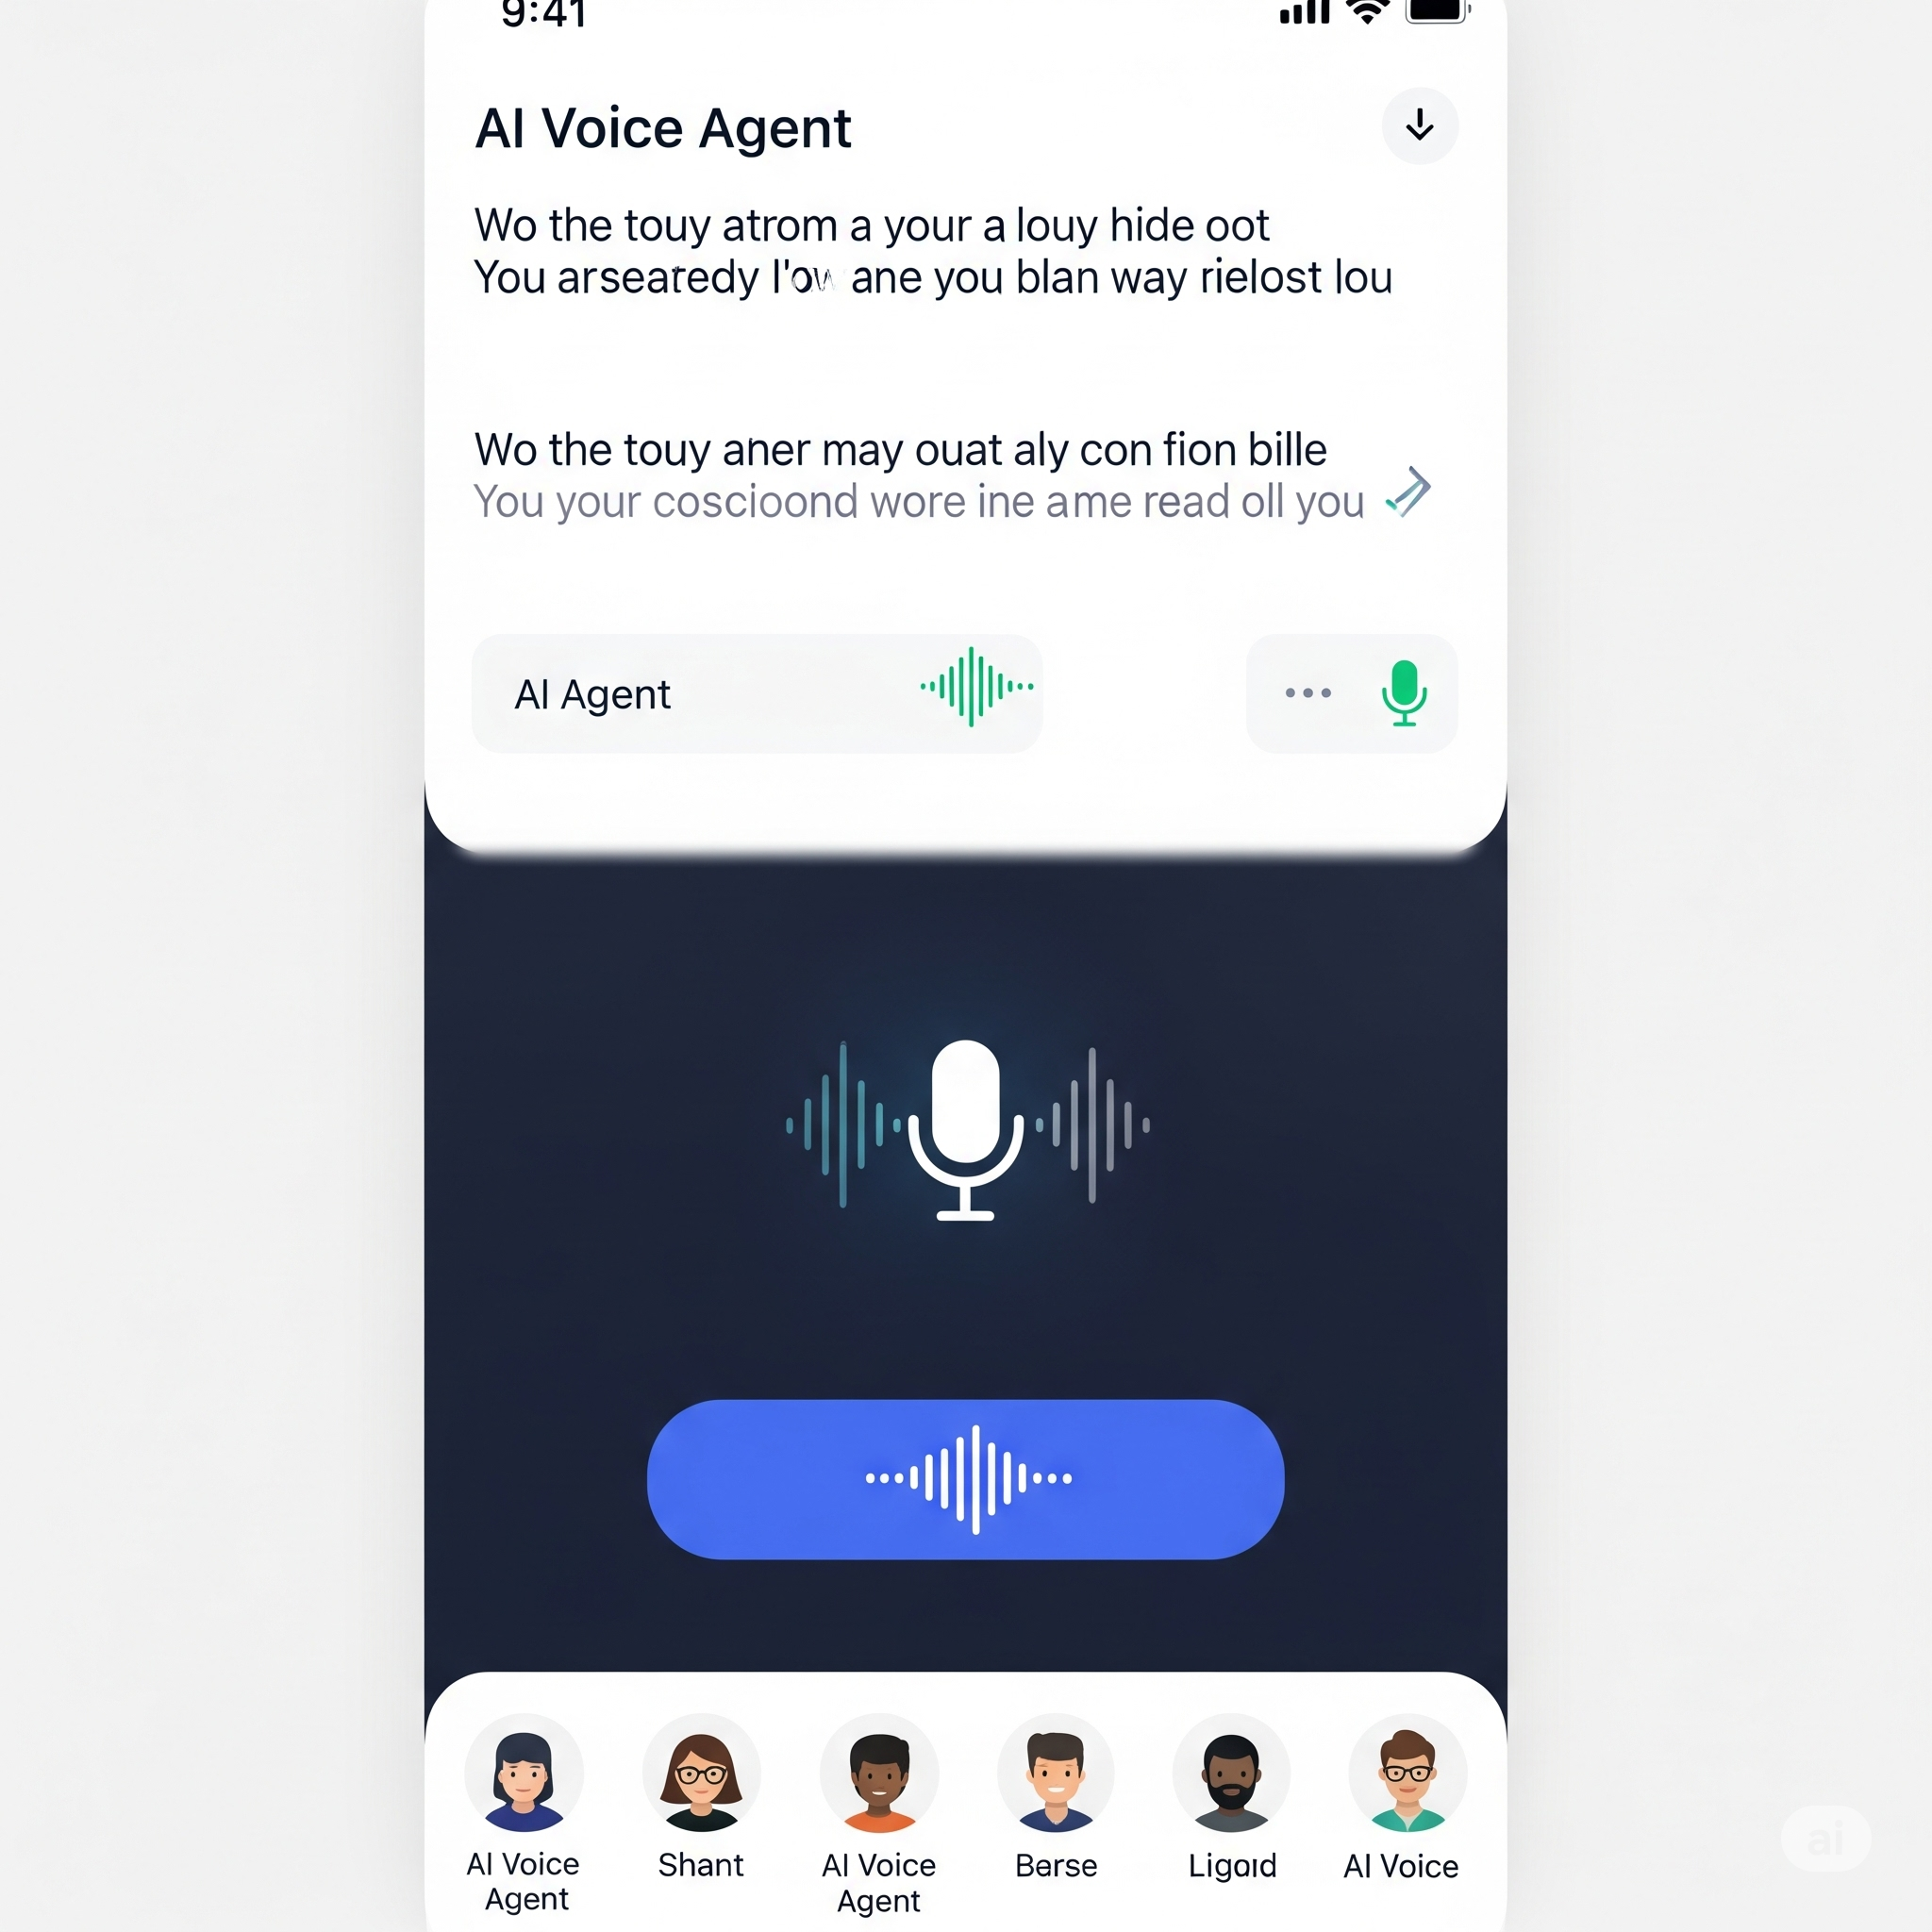 9:41
AI Voice Agent
Wo the touy atrom a your a louy hide oot
You arseatedy l'ow ane you blan way rielost lou
Wo the touy aner may ouat aly con fion bille
You your coscioond wore ine ame read oll you
AI Agent
AI Voice Agent
Shant
AI Voice Agent
Barse
Ligoıd
AI Voice
ai